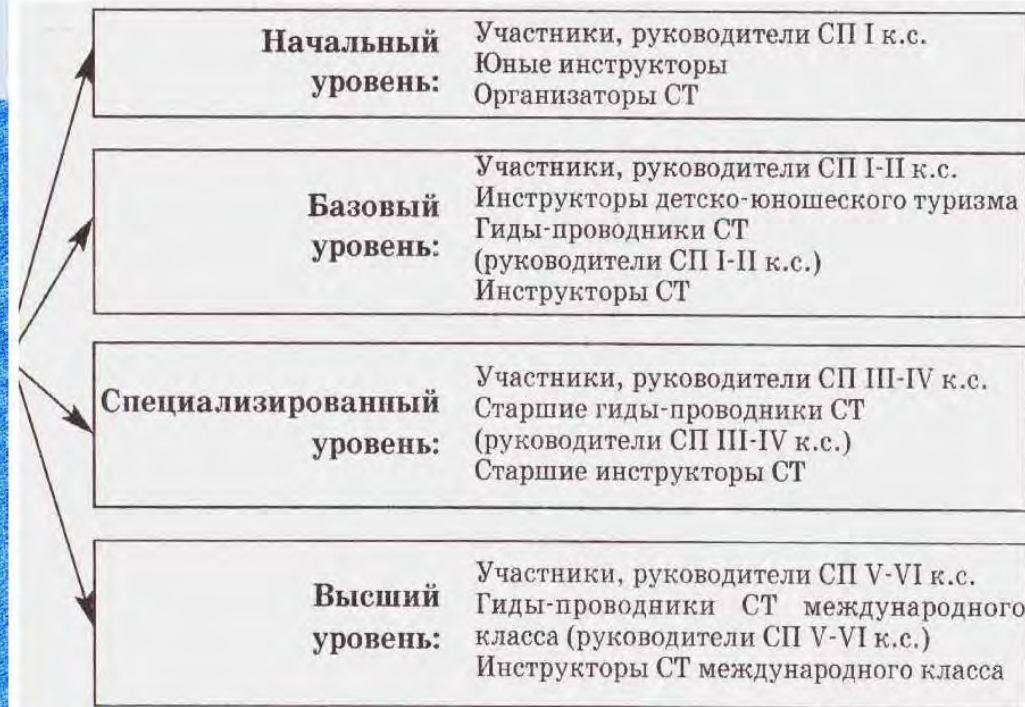 Начальный
уровень:
Участники, руководители СП I к.с.
Юные инструкторы
Организаторы СТ
Базовый
уровень:
Участники, руководители СП I-II к.с.
Инструкторы детско-юношеского туризма
Гиды-проводники СТ
(руководители СП I-II к.с.)
Инструкторы СТ
Специализированный
уровень:
Участники, руководители СП III-IV к.с.
Старшие гиды-проводники СТ
(руководители СП III-IV к.с.)
Старшие инструкторы СТ
Высший
уровень:
Участники, руководители СП V-VI к.с.
Гиды-проводники СТ международного
класса (руководители СП V-VI к.с.)
Инструкторы СТ международного класса